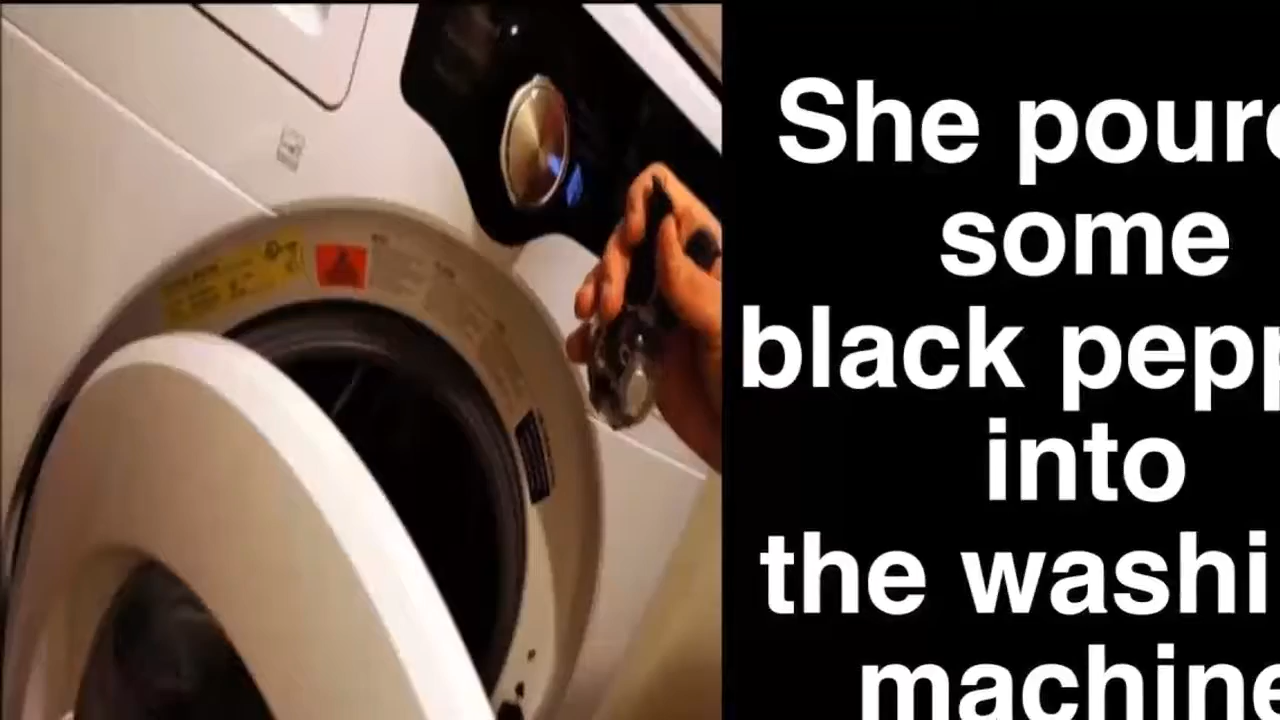 She poure
some
black pepp
into
the washi
machine